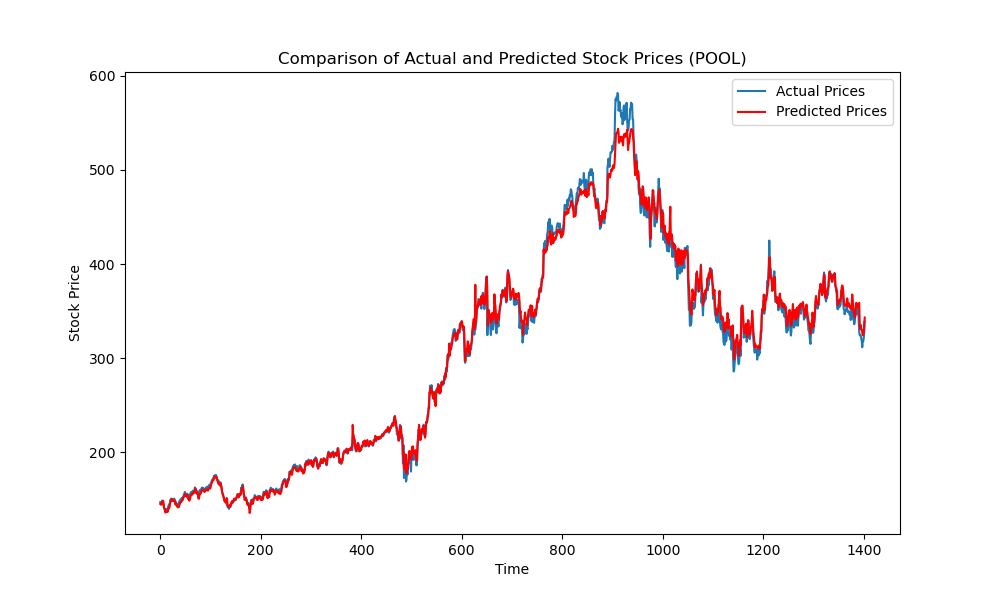 Comparison of Actual and Predicted Stock Prices (POOL)
Actual Prices
Predicted Prices
600
500
400
300
200
Stock Price
0 200 400 600 800 1000 1200 1400
Time